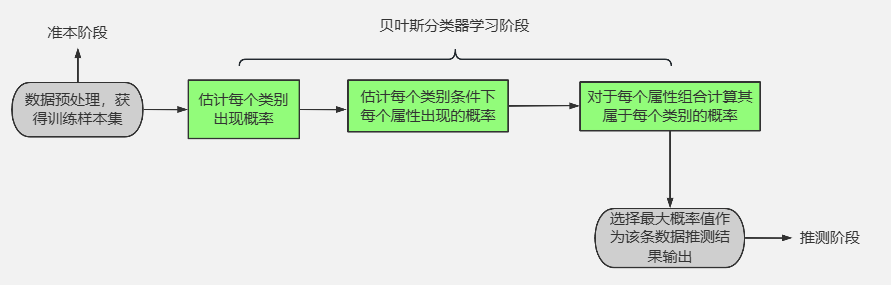 贝叶斯分类器学习阶段
准本阶段
数据预处理，获
得训练样本集
估计每个类别
出现概率
估计每个类别条件下
每个属性出现的概率
对于每个属性组合计算其
属于每个类别的概率
选择最大概率值作
为该条数据推测结
果输出
推测阶段